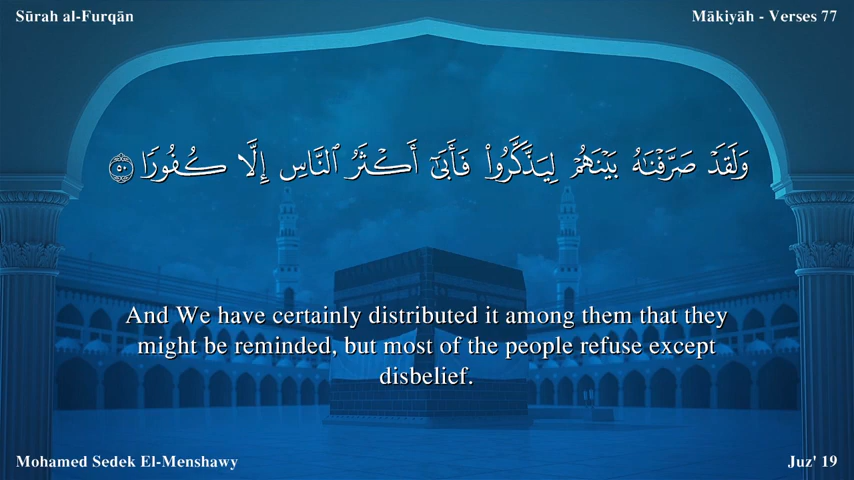 Sūrah al-Furqān
Mākiyāh - Verses 77
وَلَقَدْ صَرَّفْنَٰهُ بَيْنَهُمْ لِيَذَّكَّرُوا۟ فَأَبَىٰٓ أَكْثَرُ ٱلنَّاسِ إِلَّا كُفُورًا ٥٠
And We have certainly distributed it among them that they
might be reminded, but most of the people refuse except
disbelief.
Mohamed Sedek El-Menshawy
Juz' 19